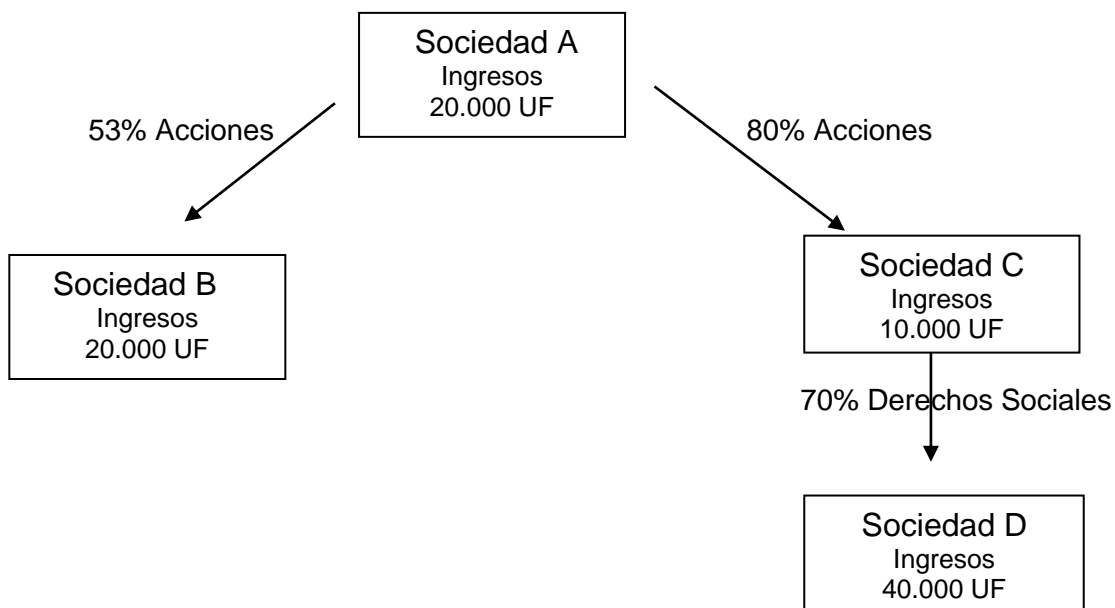 Sociedad A
Ingresos
20.000 UF
53% Acciones
80% Acciones
Sociedad B
Ingresos
20.000 UF
Sociedad C
Ingresos
10.000 UF
70% Derechos Sociales
Sociedad D
Ingresos
40.000 UF